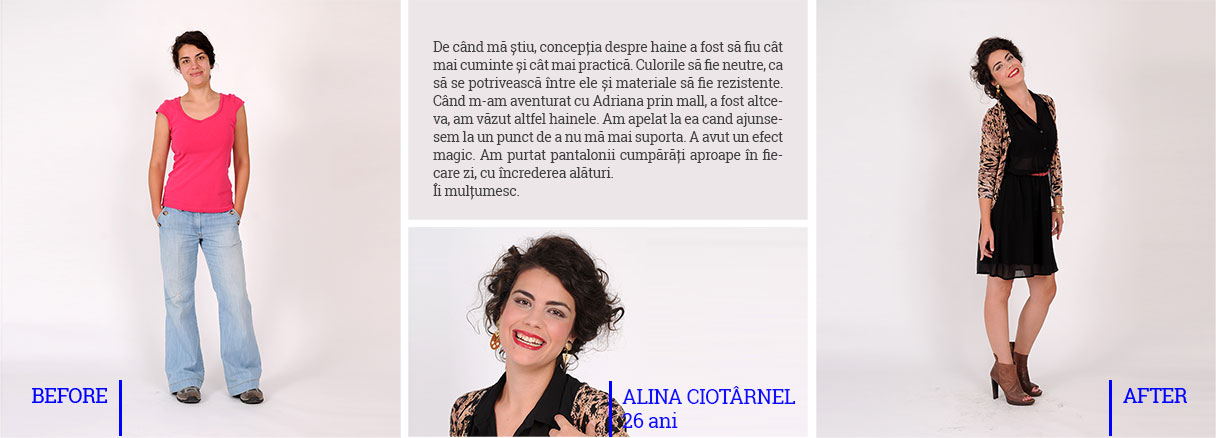 De când mă știu, concepția despre haine a fost să fiu cât
mai cuminte și cât mai practică. Culorile să fie neutre, ca
să se potrivească între ele și materiale să fie rezistente.
Când m-am aventurat cu Adriana prin mall, a fost altce-
va, am văzut altfel hainele. Am apelat la ea cand ajunse-
sem la un punct de a nu mă mai suporta. A avut un efect
magic. Am purtat pantalonii cumpărăți aproape în fie-
care zi, cu încrederea alături.
Îi mulțumesc.
BEFORE
ALINA CIOTÂRNEL
26 ani
AFTER